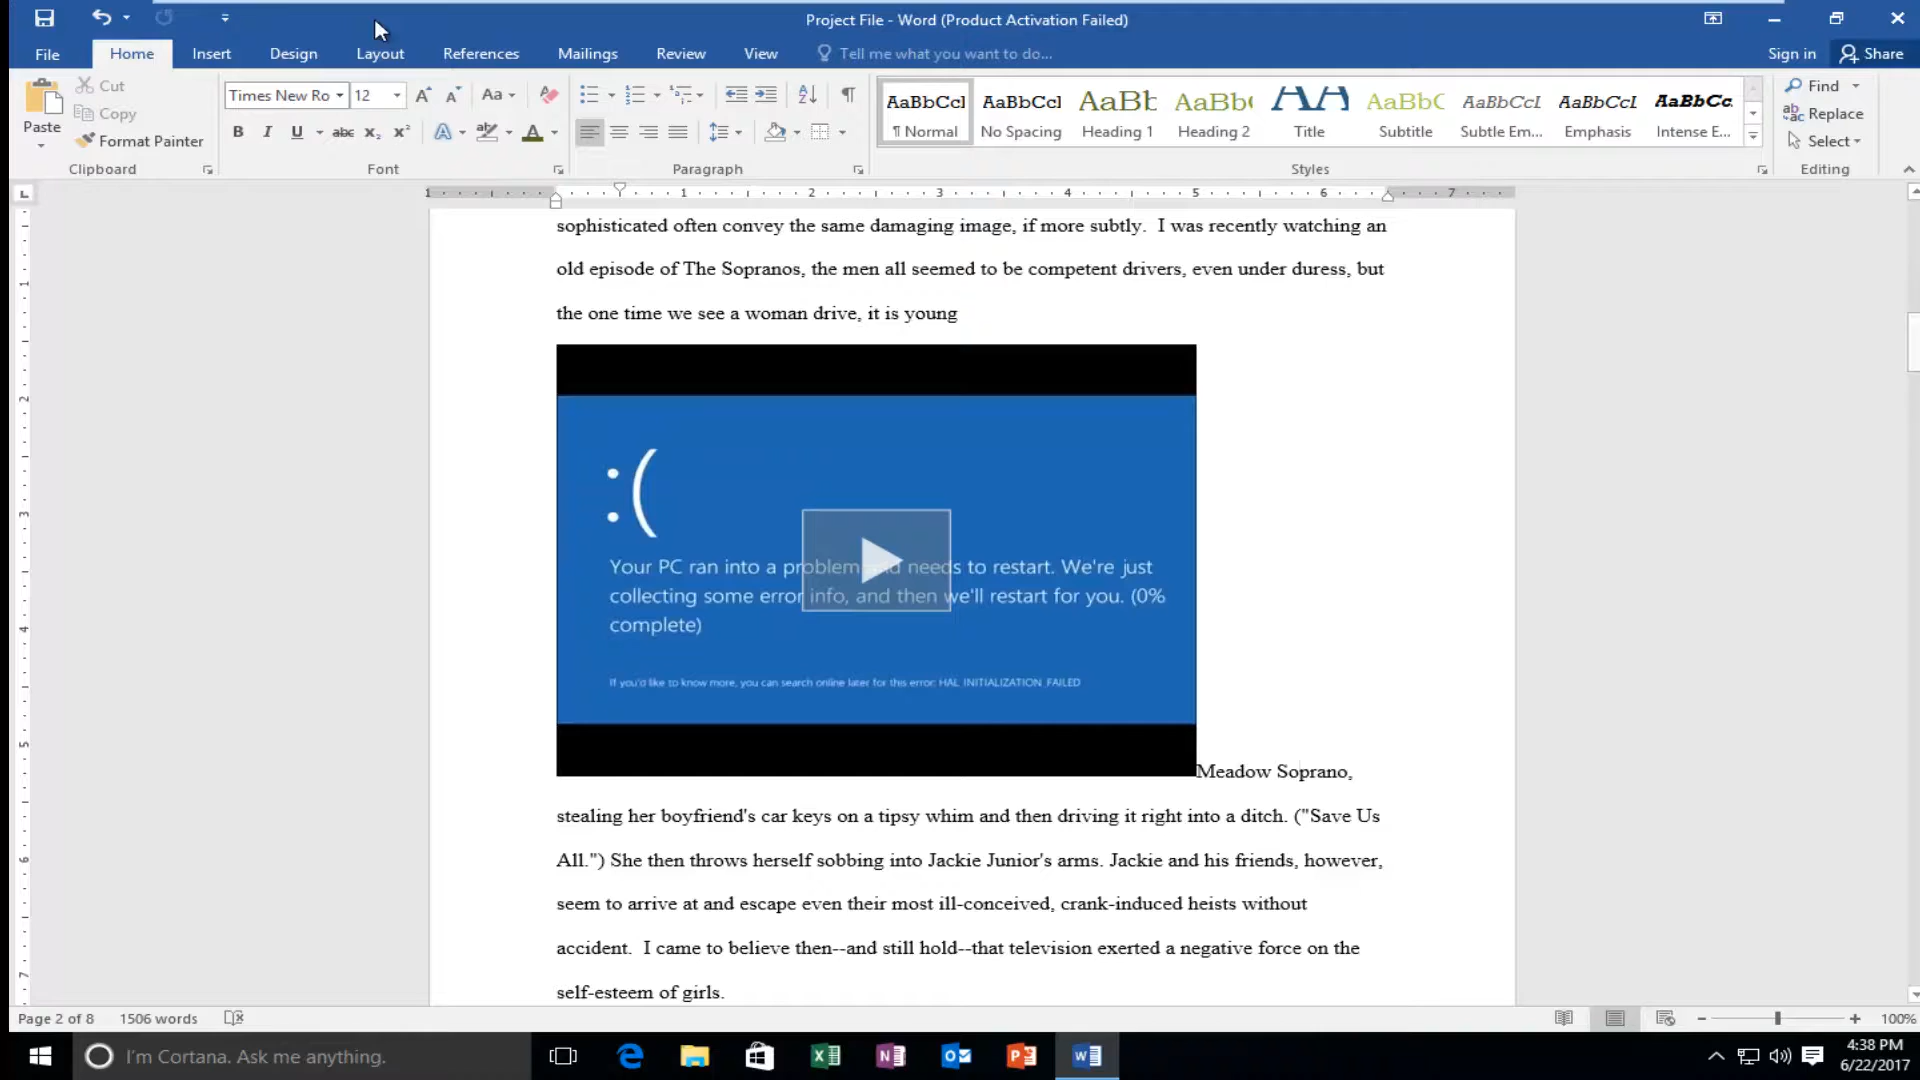 Project File - Word (Product Activation Failed)
File Home Insert Design Layout References Mailings Review View Tell me what you want to do... Sign in Share
Paste
Cut
Copy
Format Painter
Clipboard
Times New Ro 12
Font
Paragraph
AaBbCcI AaBbCcI AaBb AaBb AA AaBbC AaBbCcI AaBbCcI AaBbCc
¶ Normal No Spacing Heading 1 Heading 2 Title Subtitle Subtle Em... Emphasis Intense E...
Styles
Find
Replace
Select
Editing
1 1 2 3 4 5 6 7
sophisticated often convey the same damaging image, if more subtly. I was recently watching an
old episode of The Sopranos, the men all seemed to be competent drivers, even under duress, but
the one time we see a woman drive, it is young
:(
Your PC ran into a problem and needs to restart. We're just
collecting some error info, and then we'll restart for you. (0%
complete)
If you'd like to know more, you can search online later for this error: HAL_INITIALIZATION_FAILED
Meadow Soprano,
stealing her boyfriend's car keys on a tipsy whim and then driving it right into a ditch. ("Save Us
All.") She then throws herself sobbing into Jackie Junior's arms. Jackie and his friends, however,
seem to arrive at and escape even their most ill-conceived, crank-induced heists without
accident. I came to believe then--and still hold--that television exerted a negative force on the
self-esteem of girls.
Page 2 of 8 1506 words 100%
I'm Cortana. Ask me anything.
4:38 PM
6/22/2017